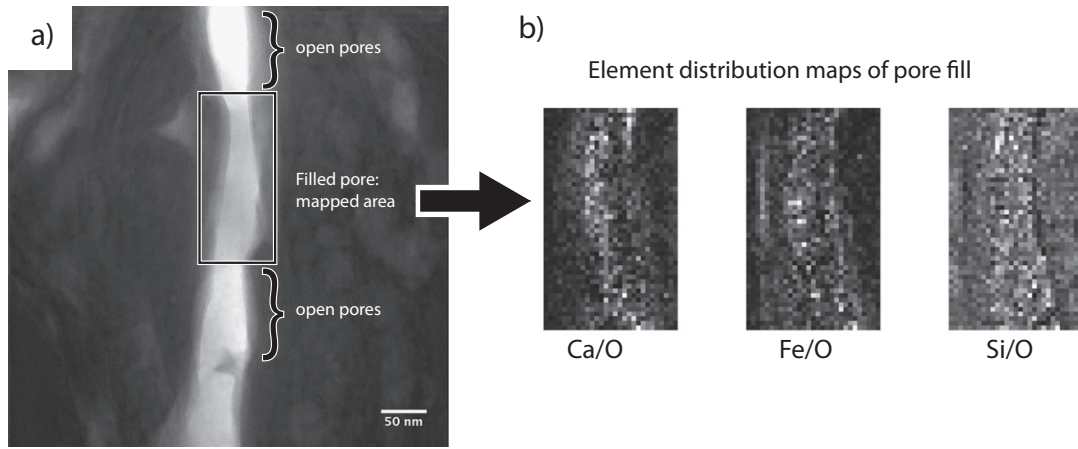 a)
open pores
Filled pore:
mapped area
open pores
50 nm
b)
Element distribution maps of pore fill
Ca/O
Fe/O
Si/O